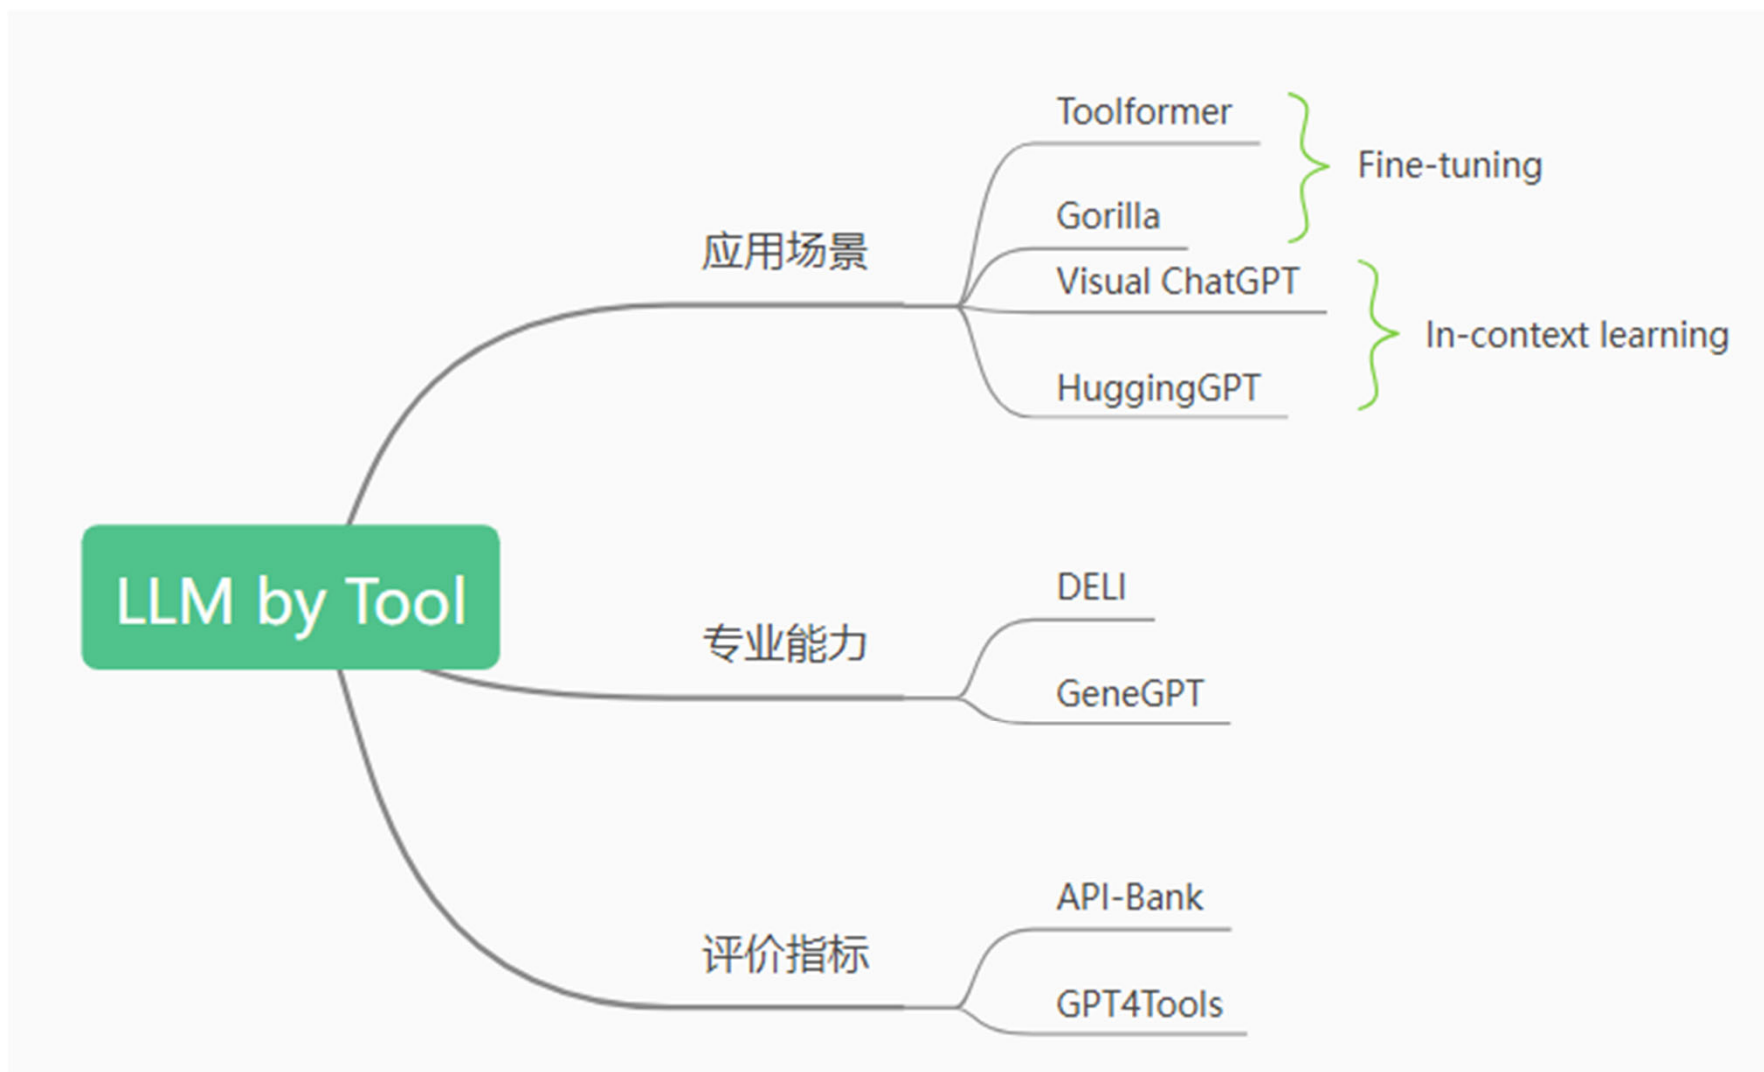 Toolformer
Gorilla
Fine-tuning
应用场景
Visual ChatGPT
HuggingGPT
In-context learning
LLM by Tool
专业能力
DELI
GeneGPT
评价指标
API-Bank
GPT4Tools